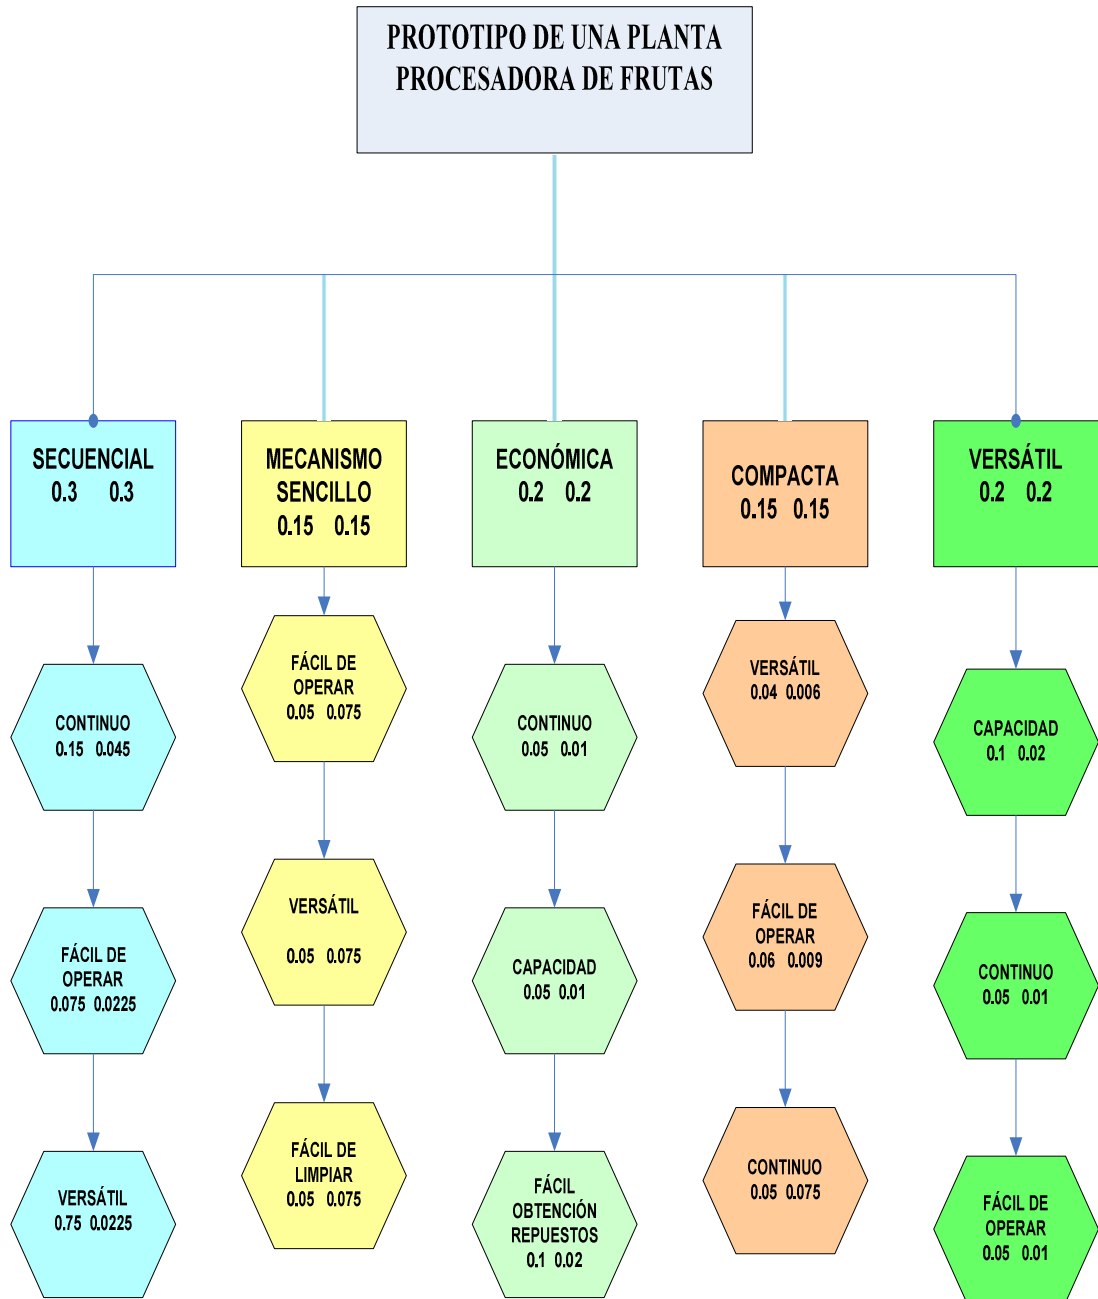 PROTOTIPO DE UNA PLANTA
PROCESADORA DE FRUTAS
SECUENCIAL
0.3 0.3
MECANISMO
SENCILLO
0.15 0.15
ECONÓMICA
0.2 0.2
COMPACTA
0.15 0.15
VERSÁTIL
0.2 0.2
CONTINUO
0.15 0.045
FÁCIL DE
OPERAR
0.05 0.075
CONTINUO
0.05 0.01
VERSÁTIL
0.04 0.006
CAPACIDAD
0.1 0.02
FÁCIL DE
OPERAR
0.075 0.0225
VERSÁTIL
0.05 0.075
CAPACIDAD
0.05 0.01
FÁCIL DE
OPERAR
0.06 0.009
CONTINUO
0.05 0.01
VERSÁTIL
0.75 0.0225
FÁCIL DE
LIMPIAR
0.05 0.075
FÁCIL
OBTENCIÓN
REPUESTOS
0.1 0.02
CONTINUO
0.05 0.075
FÁCIL DE
OPERAR
0.05 0.01